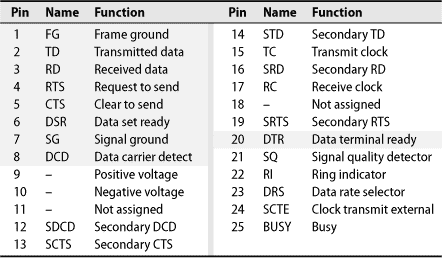 Pin Name Function
1 FG Frame ground
2 TD Transmitted data
3 RD Received data
4 RTS Request to send
5 CTS Clear to send
6 DSR Data set ready
7 SG Signal ground
8 DCD Data carrier detect
9 – Positive voltage
10 – Negative voltage
11 – Not assigned
12 SDCD Secondary DCD
13 SCTS Secondary CTS
Pin Name Function
14 STD Secondary TD
15 TC Transmit clock
16 SRD Secondary RD
17 RC Receive clock
18 – Not assigned
19 SRTS Secondary RTS
20 DTR Data terminal ready
21 SQ Signal quality detector
22 RI Ring indicator
23 DRS Data rate selector
24 SCTE Clock transmit external
25 BUSY Busy